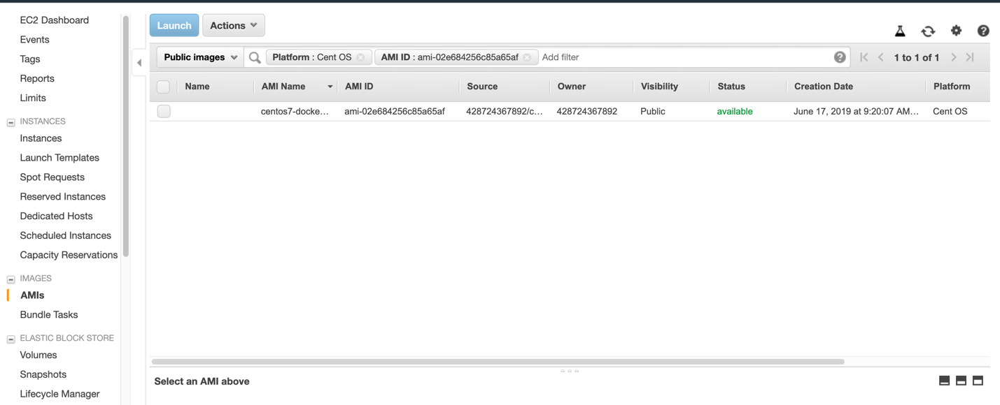 EC2 Dashboard
Events
Tags
Reports
Limits
INSTANCES
Instances
Launch Templates
Spot Requests
Reserved Instances
Dedicated Hosts
Scheduled Instances
Capacity Reservations
IMAGES
AMIs
Bundle Tasks
ELASTIC BLOCK STORE
Volumes
Snapshots
Lifecycle Manager
Launch Actions
Public images Platform : Cent OS AMI ID : ami-02e684256c85a65af Add filter 1 to 1 of 1
Name AMI Name AMI ID Source Owner Visibility Status Creation Date Platform
centos7-docke... ami-02e684256c85a65af 428724367892/c... 428724367892 Public available June 17, 2019 at 9:20:07 AM... Cent OS
Select an AMI above